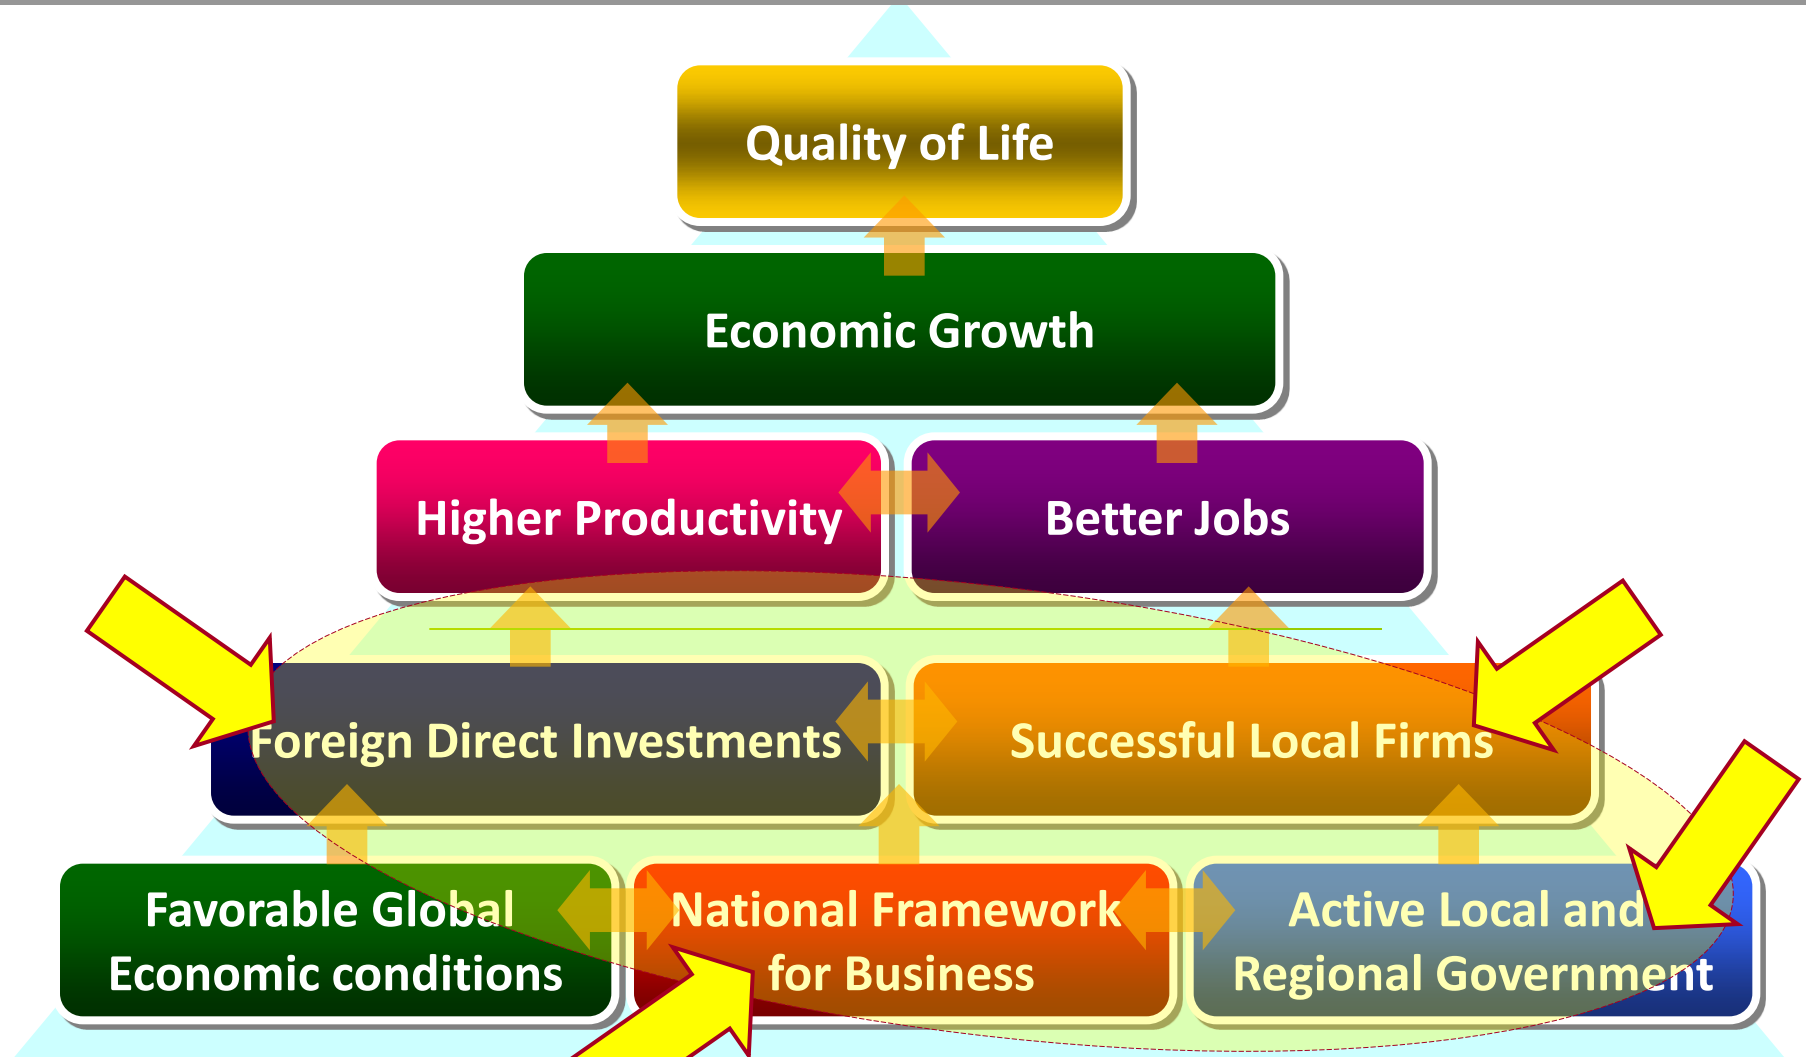 Quality of Life
Economic Growth
Higher Productivity
Better Jobs
Foreign Direct Investments
Successful Local Firms
Favorable Global
Economic conditions
National Framework
for Business
Active Local and
Regional Government